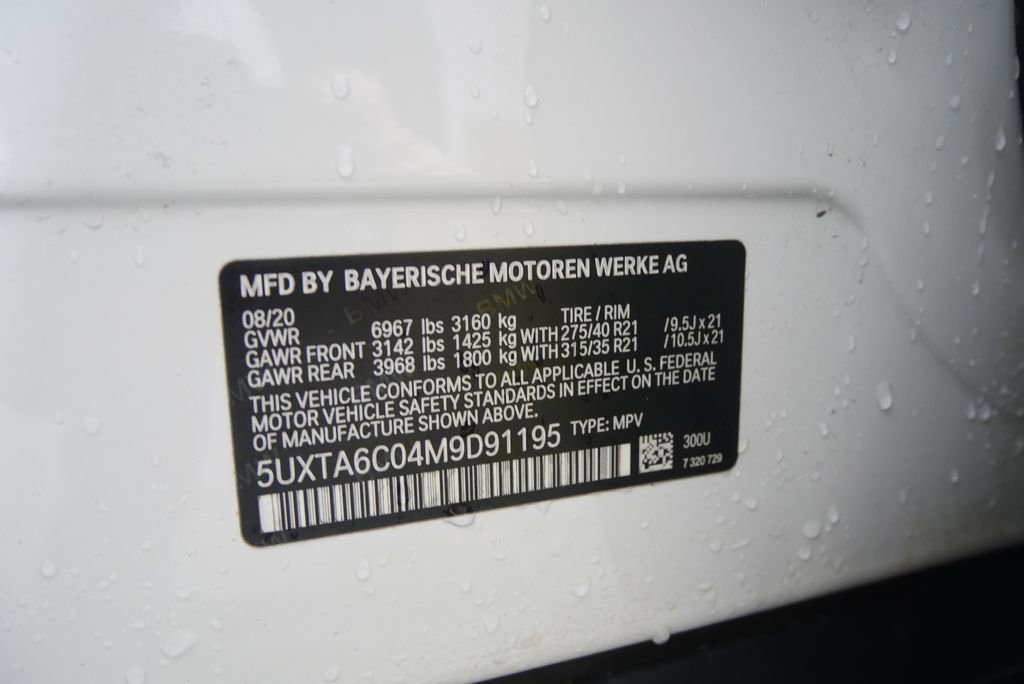 MFD BY BAYERISCHE MOTOREN WERKE AG
08/20 TIRE / RIM
GVWR 6967 lbs 3160 kg
GAWR FRONT 3142 lbs 1425 kg WITH 275/40 R21 /9.5J x 21
GAWR REAR 3968 lbs 1800 kg WITH 315/35 R21 /10.5J x 21
THIS VEHICLE CONFORMS TO ALL APPLICABLE U. S. FEDERAL
MOTOR VEHICLE SAFETY STANDARDS IN EFFECT ON THE DATE
OF MANUFACTURE SHOWN ABOVE.
5UXTA6C04M9D91195 TYPE: MPV
300U
7 320 729